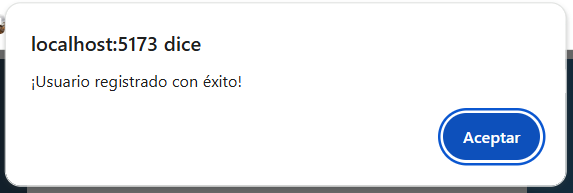 localhost:5173 dice
¡Usuario registrado con éxito!
Aceptar